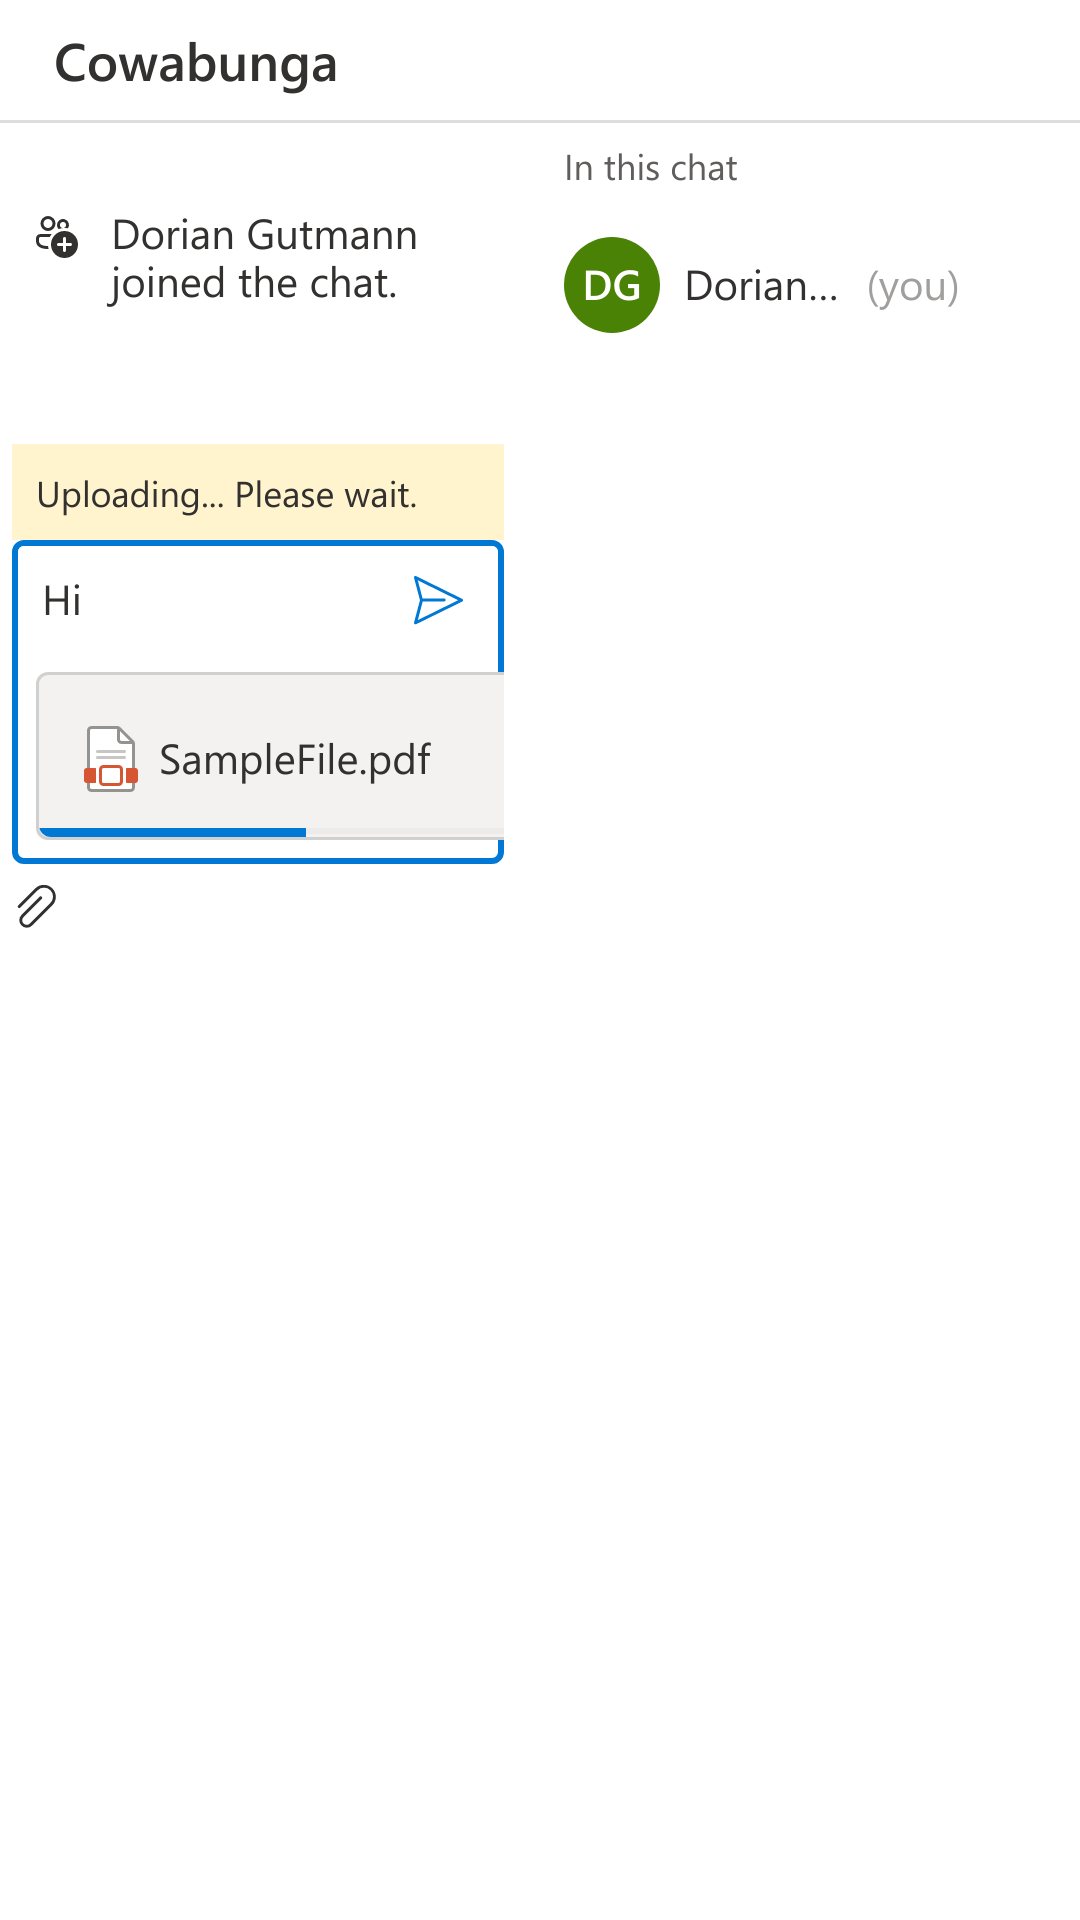 Cowabunga
Dorian Gutmann
joined the chat.
In this chat
DG
Dorian... (you)
Uploading... Please wait.
Hi
SampleFile.pdf